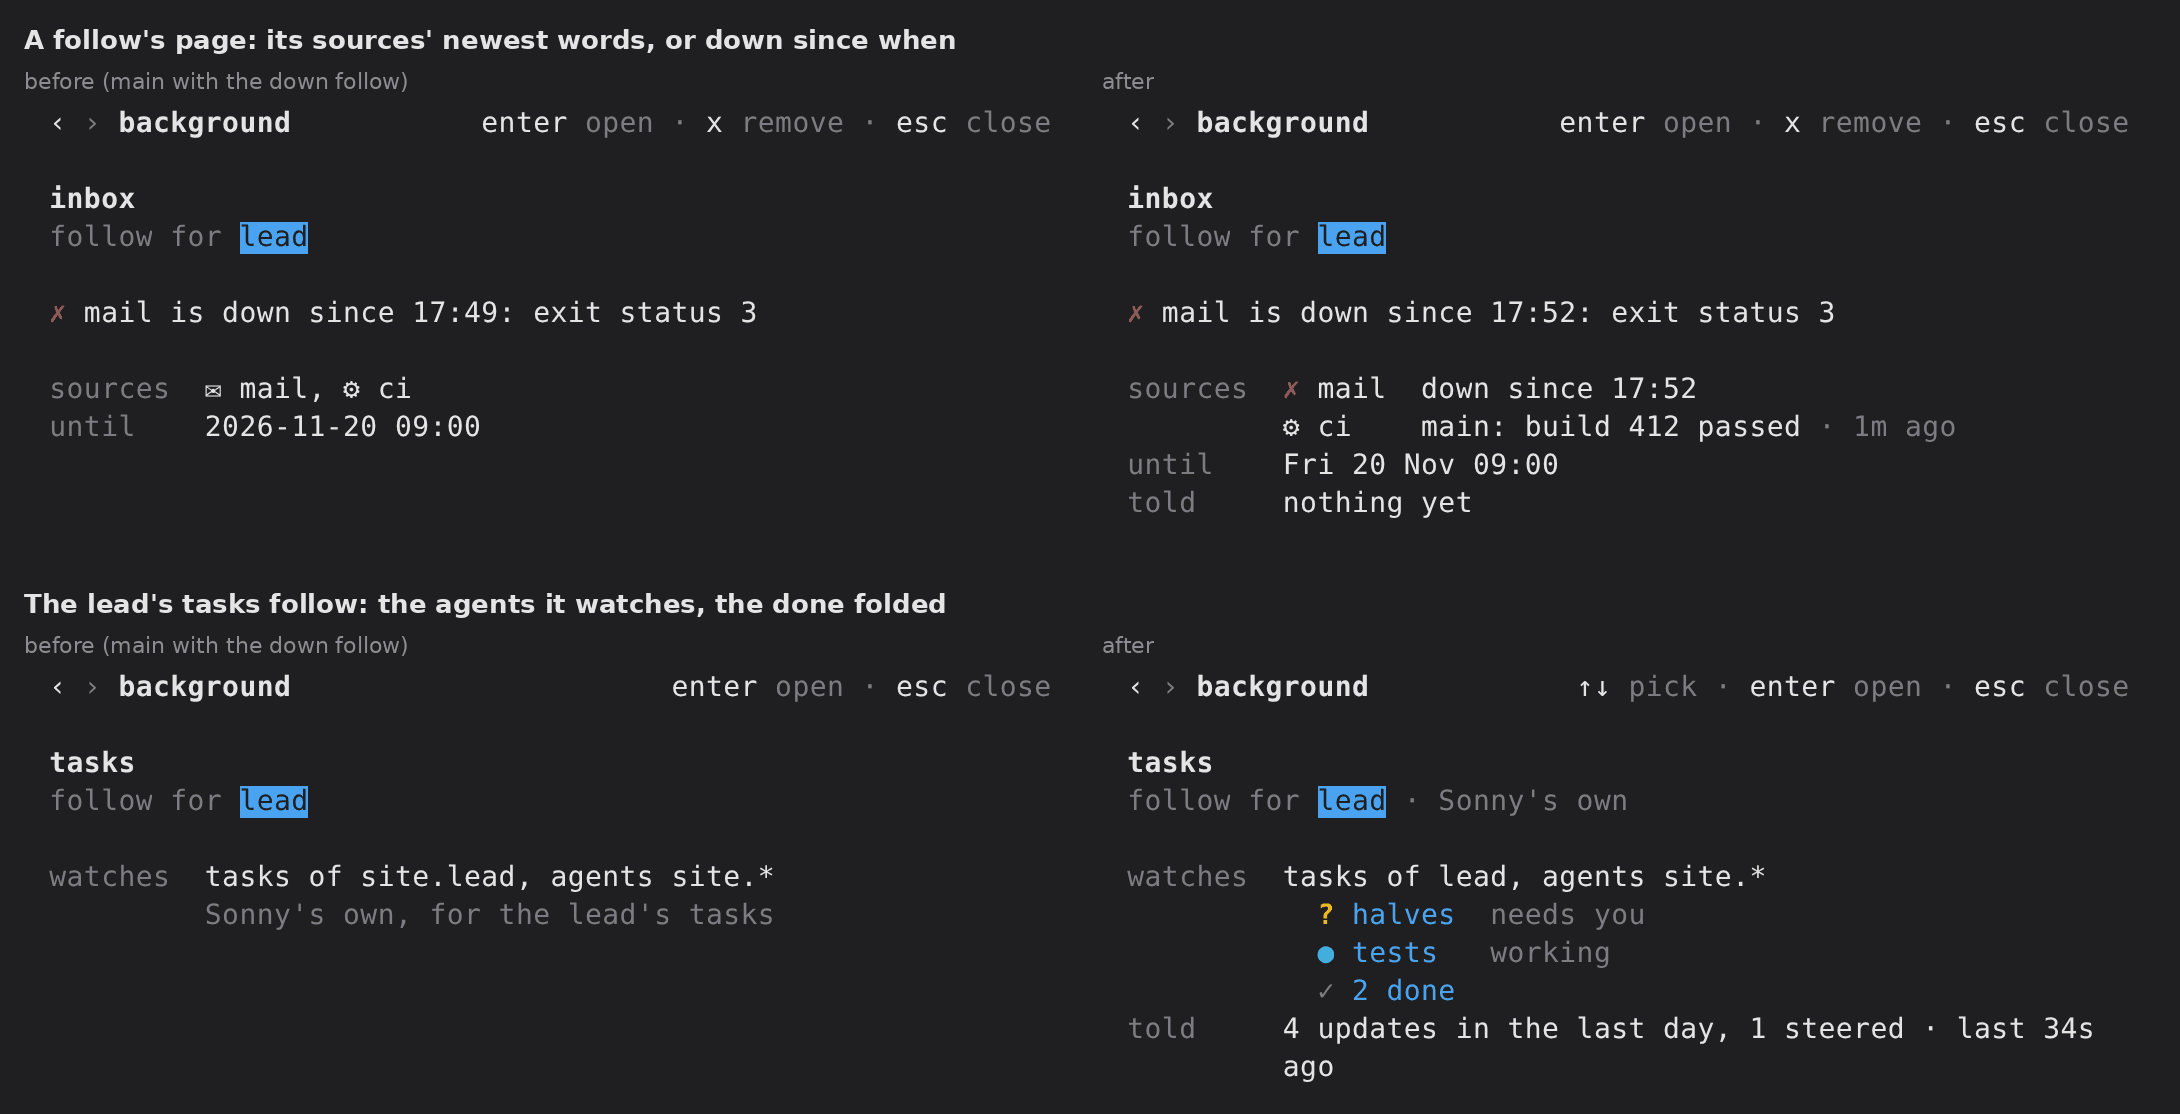 A follow's page: its sources' newest words, or down since when
before (main with the down follow)
‹ › background enter open · x remove · esc close
inbox
follow for lead
✗ mail is down since 17:49: exit status 3
sources ✉ mail, ⚙ ci
until 2026-11-20 09:00
after
‹ › background enter open · x remove · esc close
inbox
follow for lead
✗ mail is down since 17:52: exit status 3
sources ✗ mail down since 17:52
⚙ ci main: build 412 passed · 1m ago
until Fri 20 Nov 09:00
told nothing yet
The lead's tasks follow: the agents it watches, the done folded
before (main with the down follow)
‹ › background enter open · esc close
tasks
follow for lead
watches tasks of site.lead, agents site.*
Sonny's own, for the lead's tasks
after
‹ › background ↑↓ pick · enter open · esc close
tasks
follow for lead · Sonny's own
watches tasks of lead, agents site.*
? halves needs you
● tests working
✓ 2 done
told 4 updates in the last day, 1 steered · last 34s
ago